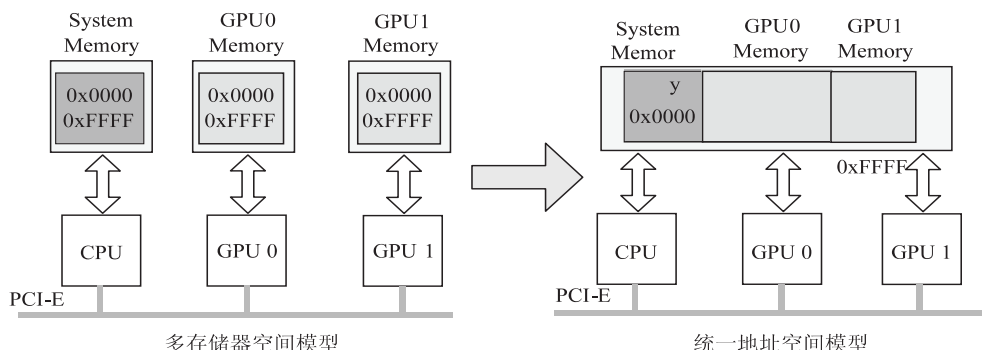 System
Memory
GPU0
Memory
GPU1
Memory
0x0000
0xFFFF
0x0000
0xFFFF
0x0000
0xFFFF
CPU
GPU 0
GPU 1
PCI-E
多存储器空间模型
System
Memor
GPU0
Memory
GPU1
Memory
y
0x0000
0xFFFF
CPU
GPU 0
GPU 1
PCI-E
统一地址空间模型